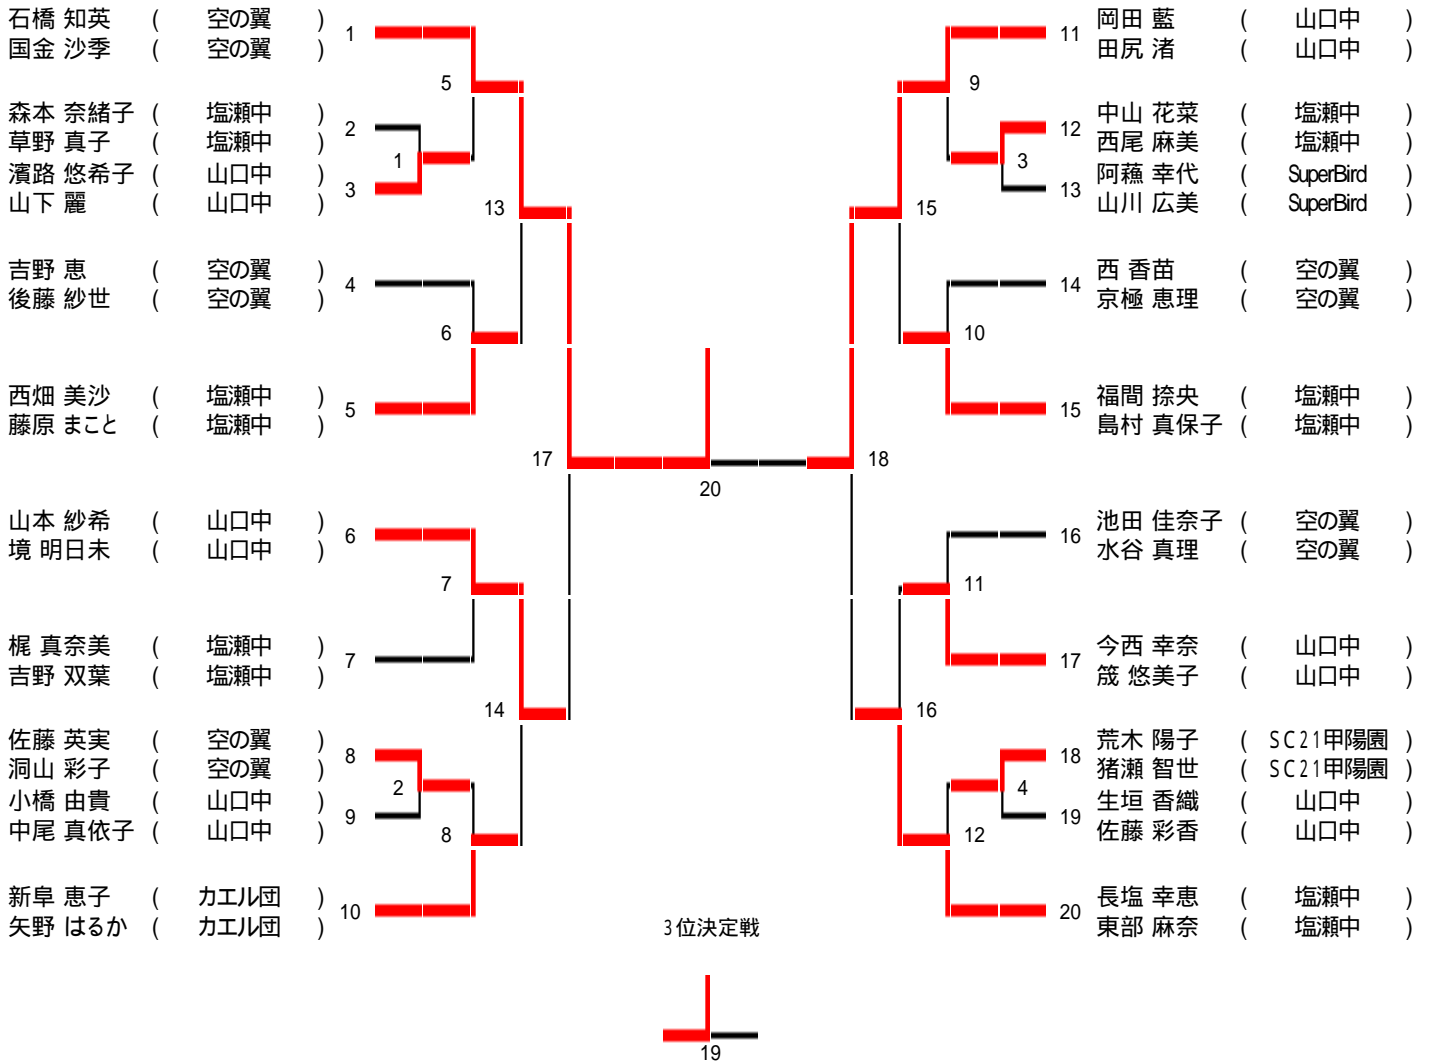 石橋 知英 ( 空の翼 )
国金 沙季 ( 空の翼 )
1
森本 奈緒子 ( 塩瀬中 )
草野 真子 ( 塩瀬中 )
2
濱路 悠希子 ( 山口中 )
山下 麗 ( 山口中 )
3
吉野 恵 ( 空の翼 )
後藤 紗世 ( 空の翼 )
4
西畑 美沙 ( 塩瀬中 )
藤原 まこと ( 塩瀬中 )
5
山本 紗希 ( 山口中 )
境 明日未 ( 山口中 )
6
梶 真奈美 ( 塩瀬中 )
吉野 双葉 ( 塩瀬中 )
7
佐藤 英実 ( 空の翼 )
洞山 彩子 ( 空の翼 )
8
小橋 由貴 ( 山口中 )
中尾 真依子 ( 山口中 )
9
新阜 恵子 ( カエル団 )
矢野 はるか ( カエル団 )
10
5
1
13
6
17
7
14
2
8
20
3位決定戦
19
9
3
15
10
18
11
16
4
12
11
岡田 藍 ( 山口中 )
田尻 渚 ( 山口中 )
12
中山 花菜 ( 塩瀬中 )
西尾 麻美 ( 塩瀬中 )
13
阿蘓 幸代 ( SuperBird )
山川 広美 ( SuperBird )
14
西 香苗 ( 空の翼 )
京極 恵理 ( 空の翼 )
15
福間 捺央 ( 塩瀬中 )
島村 真保子 ( 塩瀬中 )
16
池田 佳奈子 ( 空の翼 )
水谷 真理 ( 空の翼 )
17
今西 幸奈 ( 山口中 )
筬 悠美子 ( 山口中 )
18
荒木 陽子 ( SC21甲陽園 )
猪瀬 智世 ( SC21甲陽園 )
19
生垣 香織 ( 山口中 )
佐藤 彩香 ( 山口中 )
20
長塩 幸恵 ( 塩瀬中 )
東部 麻奈 ( 塩瀬中 )